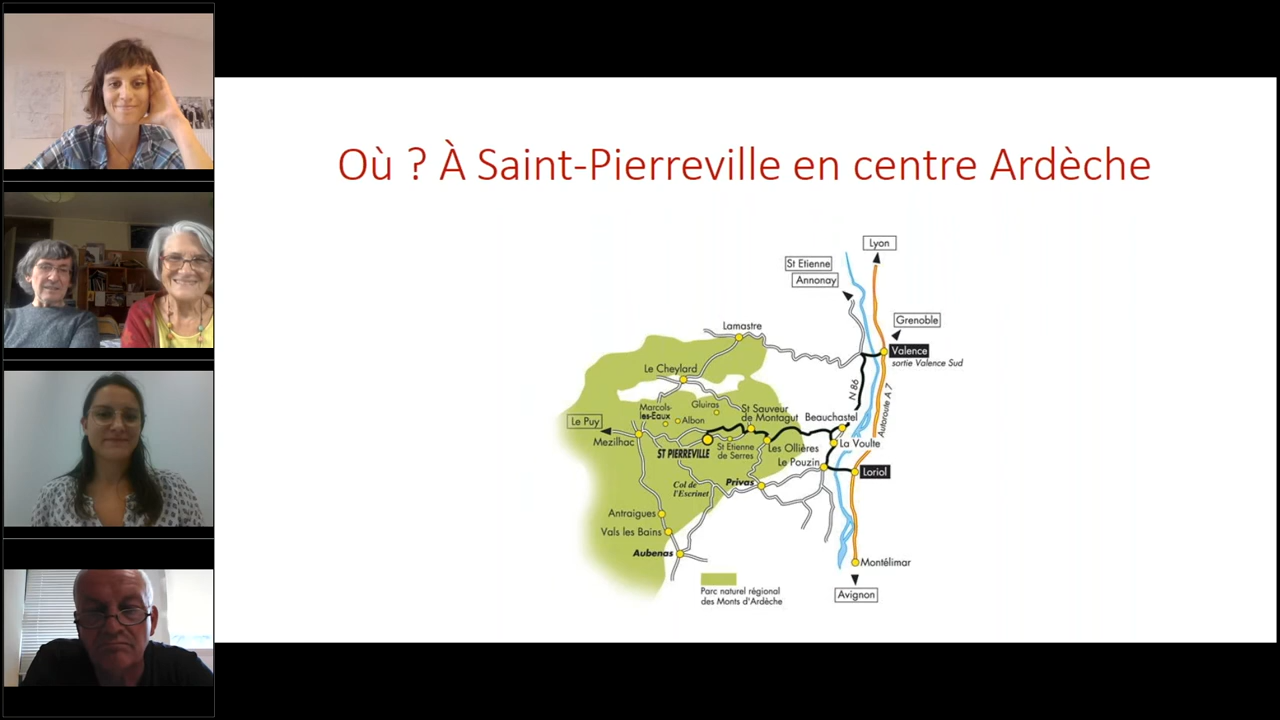 Où ? À Saint-Pierreville en centre Ardèche
Lyon
St Etienne
Annonay
Grenoble
Lamastre
Valence
sortie Valence Sud
Le Cheylard
N 86
Autoroute A 7
Marcols-
les-Eaux
Gluiras
Albon
St Sauveur
de Montagut
Beauchastel
Le Puy
Mezilhac
ST PIERREVILLE
St Etienne
de Serres
Les Ollières
La Voulte
Le Pouzin
Loriol
Col de
l'Escrinet
Privas
Antraigues
Vals les Bains
Aubenas
Montélimar
Parc naturel régional
des Monts d'Ardèche
Avignon